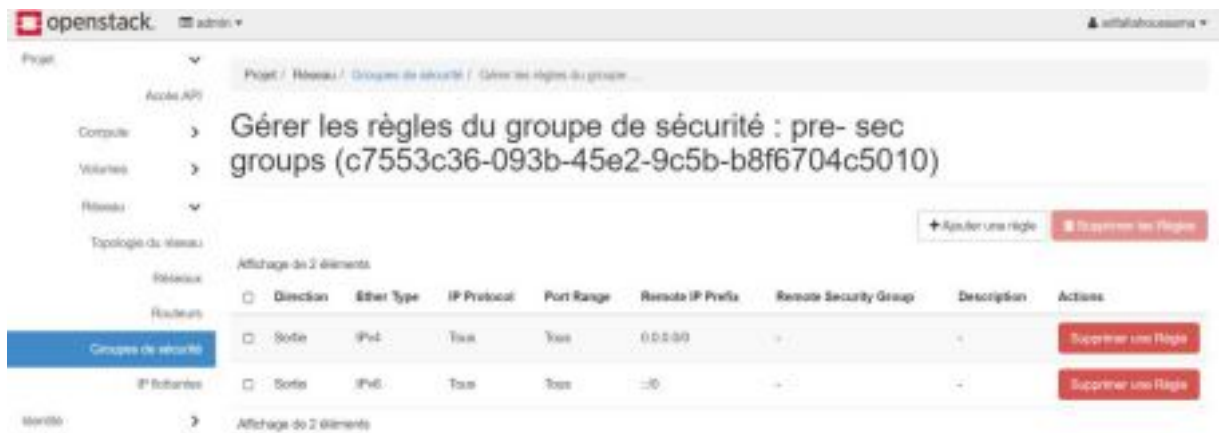 openstack. admin
Projet
Accès API
Compute
Volumes
Réseau
Topologie du réseau
Réseaux
Routeurs
Groupes de sécurité
IP flottantes
Identité
Projet / Réseau / Groupes de sécurité / Gérer les règles du groupe ...
Gérer les règles du groupe de sécurité : pre- sec
groups (c7553c36-093b-45e2-9c5b-b8f6704c5010)
+ Ajouter une règle Supprimer les Règles
Affichage de 2 éléments
Direction Ether Type IP Protocol Port Range Remote IP Prefix Remote Security Group Description Actions
Sortie IPv4 Tous Tous 0.0.0.0/0 - - Supprimer une Règle
Sortie IPv6 Tous Tous ::/0 - - Supprimer une Règle
Affichage de 2 éléments